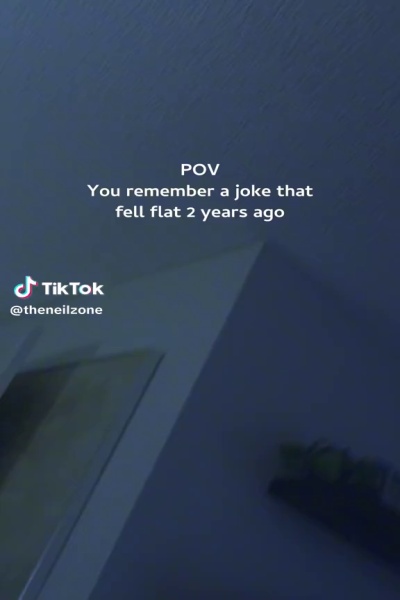 POV
You remember a joke that
fell flat 2 years ago
TikTok
@theneilzone